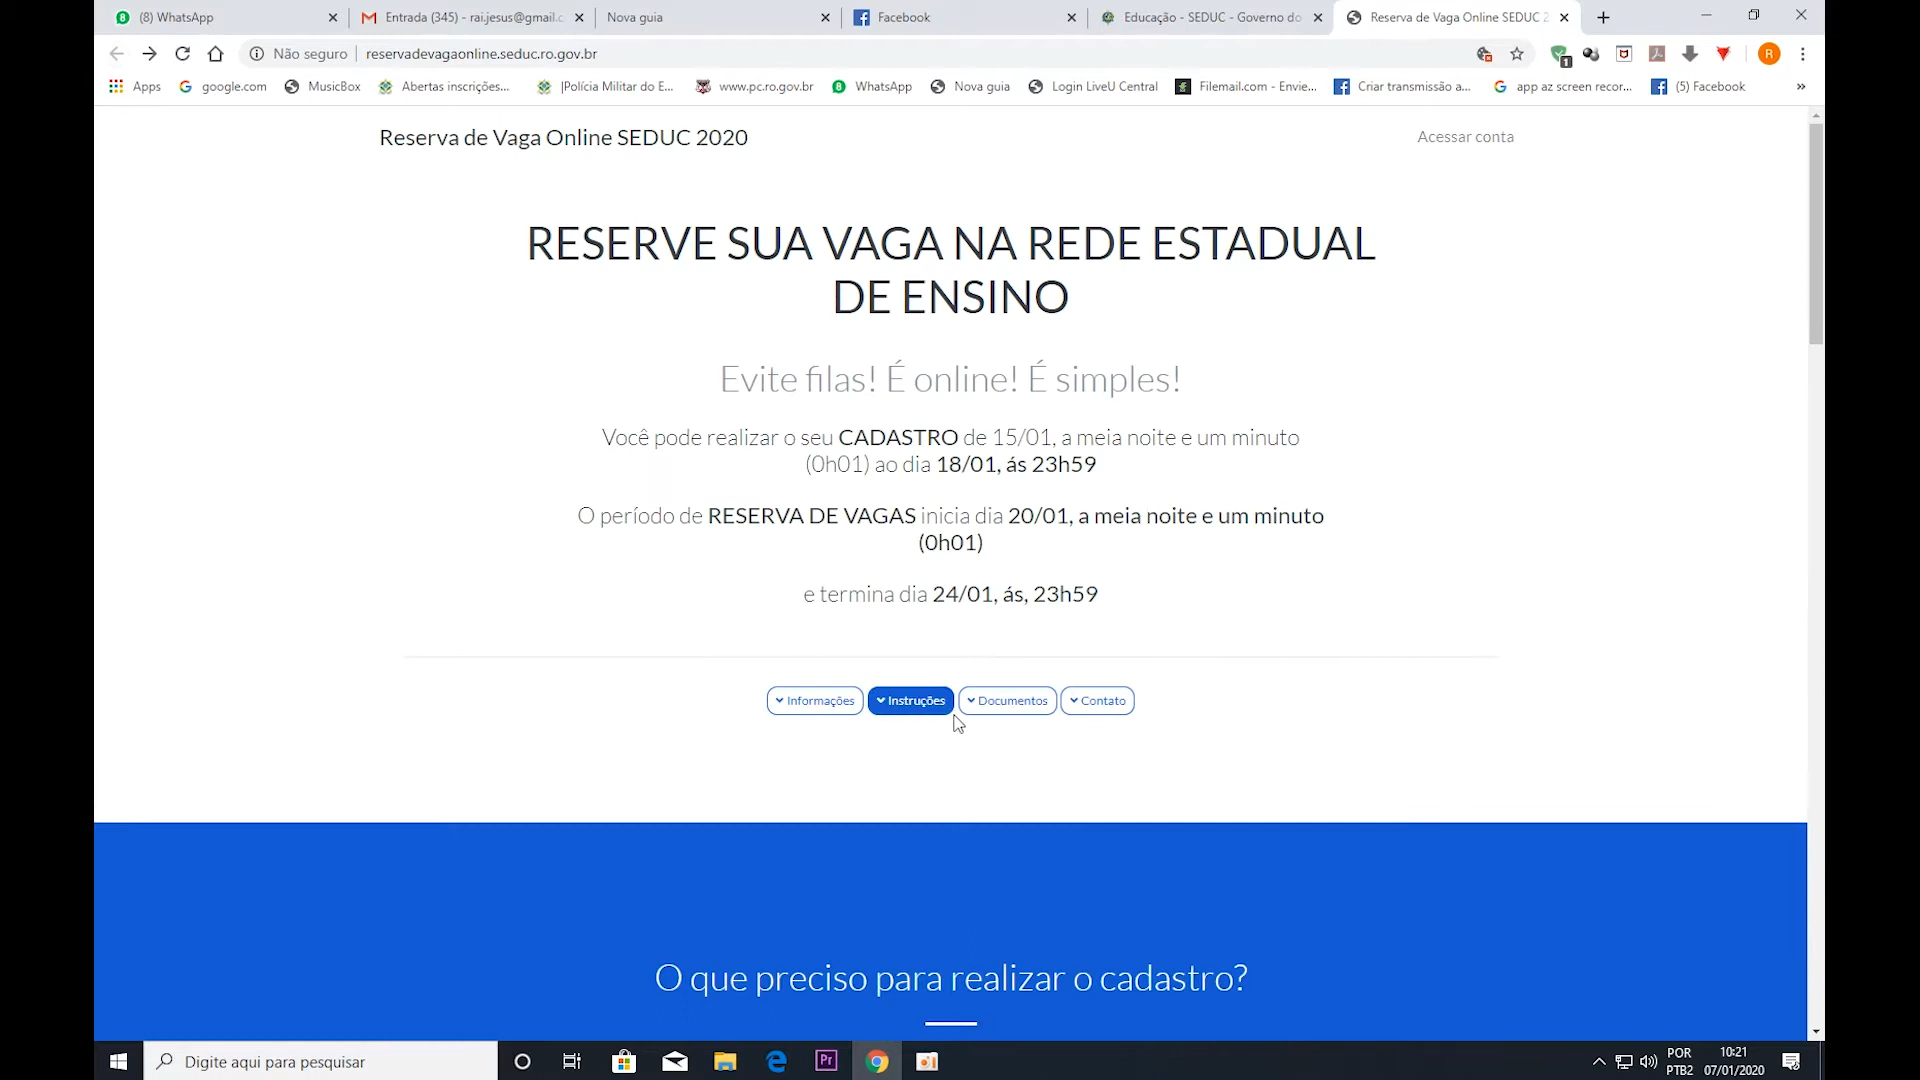 (8) WhatsApp
Entrada (345) - rai.jesus@gmail.c
Nova guia
Facebook
Educação - SEDUC - Governo do
Reserva de Vaga Online SEDUC 2
Não seguro
reservadevagaonline.seduc.ro.gov.br
1
R
Apps
google.com
MusicBox
Abertas inscrições...
|Polícia Militar do E...
www.pc.ro.gov.br
WhatsApp
Nova guia
Login LiveU Central
Filemail.com - Envie...
Criar transmissão a...
app az screen recor...
(5) Facebook
»
Reserva de Vaga Online SEDUC 2020
Acessar conta
RESERVE SUA VAGA NA REDE ESTADUAL
DE ENSINO
Evite filas! É online! É simples!
Você pode realizar o seu CADASTRO de 15/01, a meia noite e um minuto
(0h01) ao dia 18/01, ás 23h59
O período de RESERVA DE VAGAS inicia dia 20/01, a meia noite e um minuto
(0h01)
e termina dia 24/01, ás, 23h59
Informações
Instruções
Documentos
Contato
O que preciso para realizar o cadastro?
Digite aqui para pesquisar
Pr
POR
PTB2
10:21
07/01/2020